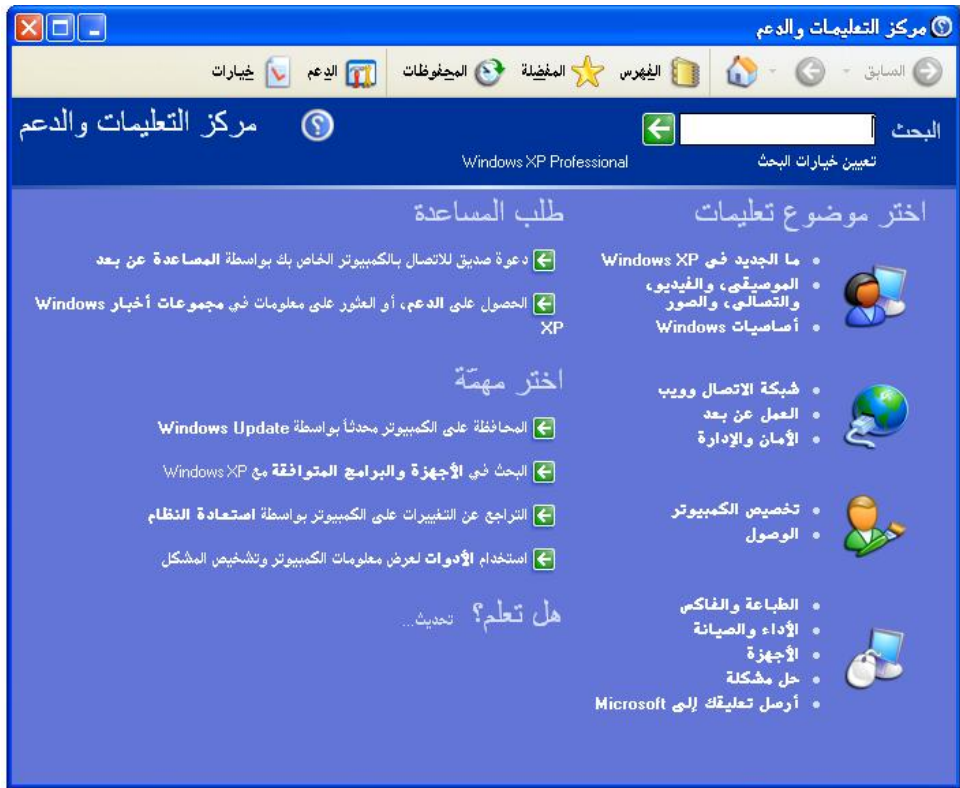 مركز التعليمات والدعم
السابق
الفهرس
المفضلة
المحفوظات
الدعم
خيارات
البحث
تعيين خيارات البحث
مركز التعليمات والدعم
Windows XP Professional
اختر موضوع تعليمات
ما الجديد في Windows XP
الموسيقى، والفيديو،
والتسالي، والصور
أساسيات Windows
شبكة الاتصال وويب
العمل عن بعد
الأمان والإدارة
تخصيص الكمبيوتر
الوصول
الطباعة والفاكس
الأداء والصيانة
الأجهزة
حل مشكلة
أرسل تعليقك إلى Microsoft
طلب المساعدة
دعوة صديق للاتصال بالكمبيوتر الخاص بك بواسطة المساعدة عن بعد
الحصول على الدعم، أو العثور على معلومات في مجموعات أخبار Windows
XP
اختر مهمّة
المحافظة على الكمبيوتر محدثاً بواسطة Windows Update
البحث في الأجهزة والبرامج المتوافقة مع Windows XP
التراجع عن التغييرات على الكمبيوتر بواسطة استعادة النظام
استخدام الأدوات لعرض معلومات الكمبيوتر وتشخيص المشكل
هل تعلم؟ تحديث...